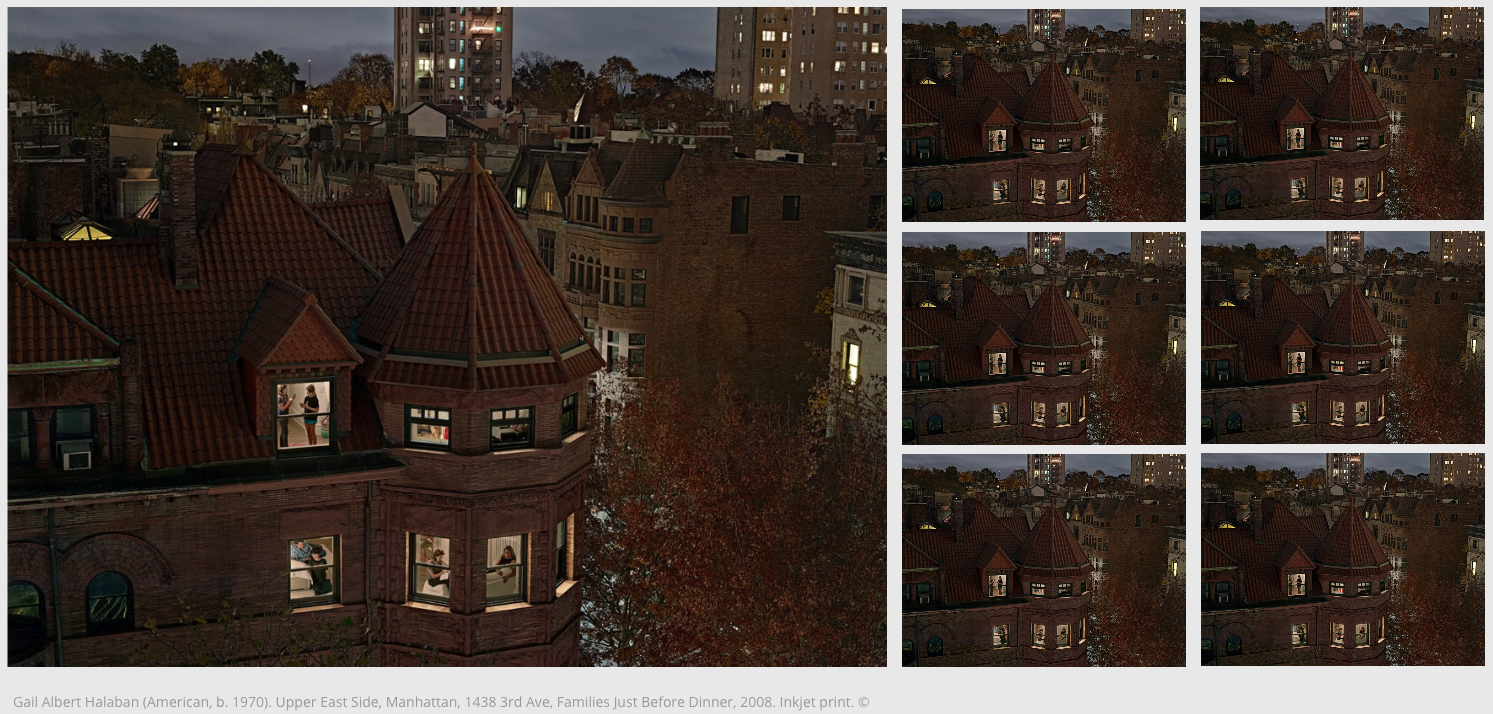 Gail Albert Halaban (American, b. 1970). Upper East Side, Manhattan, 1438 3rd Ave, Families Just Before Dinner, 2008. Inkjet print. ©